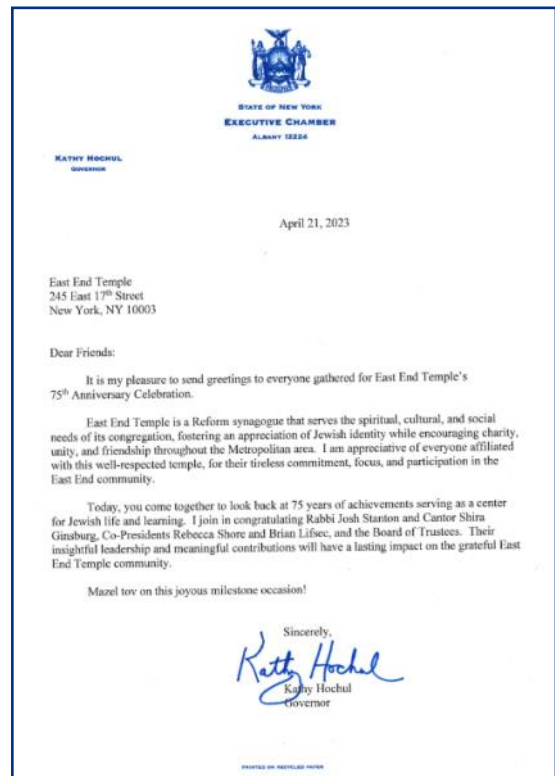 STATE OF NEW YORK
EXECUTIVE CHAMBER
ALBANY 12224
KATHY HOCHUL
GOVERNOR
April 21, 2023
East End Temple
245 East 17th Street
New York, NY 10003
Dear Friends:
It is my pleasure to send greetings to everyone gathered for East End Temple's
75th Anniversary Celebration.
East End Temple is a Reform synagogue that serves the spiritual, cultural, and social
needs of its congregation, fostering an appreciation of Jewish identity while encouraging charity,
unity, and friendship throughout the Metropolitan area. I am appreciative of everyone affiliated
with this well-respected temple, for their tireless commitment, focus, and participation in the
East End community.
Today, you come together to look back at 75 years of achievements serving as a center
for Jewish life and learning. I join in congratulating Rabbi Josh Stanton and Cantor Shira
Ginsburg, Co-Presidents Rebecca Shore and Brian Lifsec, and the Board of Trustees. Their
insightful leadership and meaningful contributions will have a lasting impact on the grateful East
End Temple community.
Mazel tov on this joyous milestone occasion!
Sincerely,
Kathy Hochul
Kathy Hochul
Governor
PRINTED ON RECYCLED PAPER